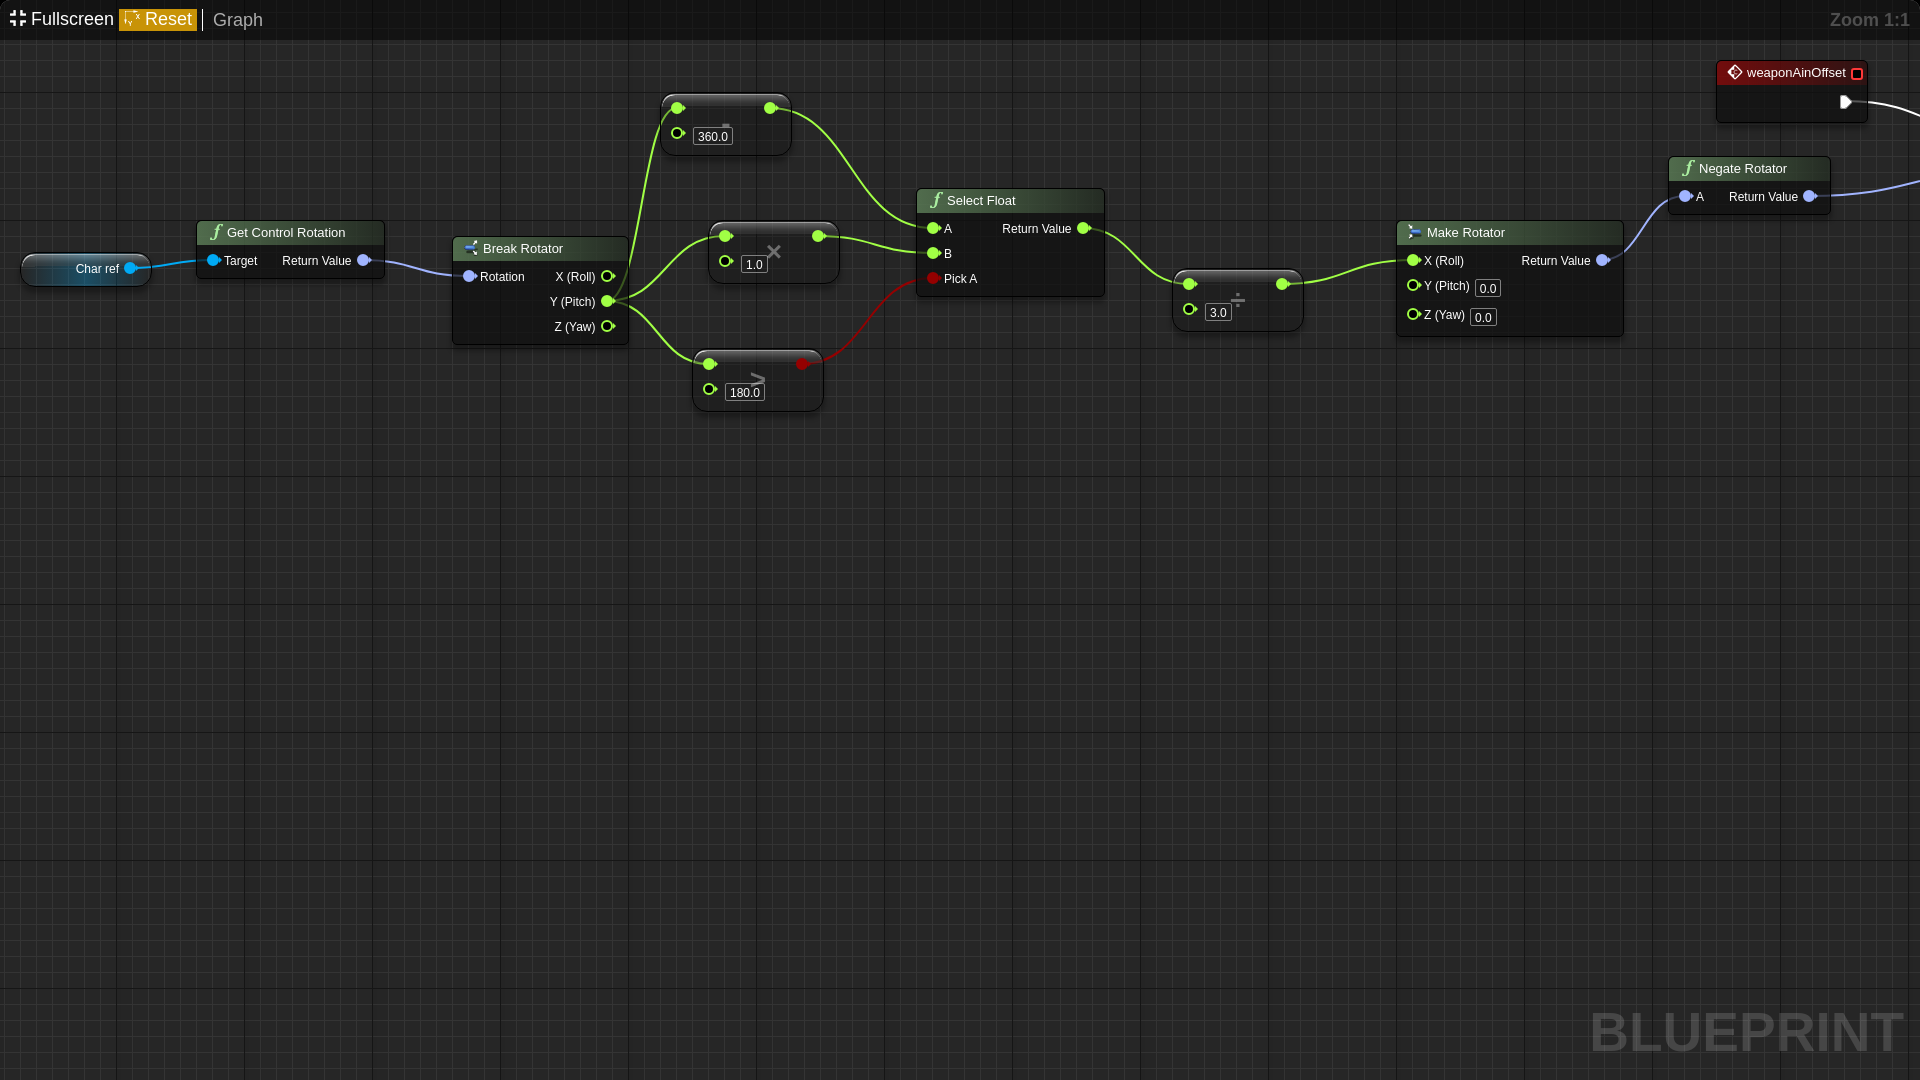 Fullscreen Reset Graph
Zoom 1:1
weaponAinOffset
-
360.0
Negate Rotator
A Return Value
Select Float
A Return Value
B
Pick A
Get Control Rotation
Target Return Value
Char ref
Break Rotator
Rotation X (Roll)
Y (Pitch)
Z (Yaw)
×
1.0
Make Rotator
X (Roll) Return Value
Y (Pitch) 0.0
Z (Yaw) 0.0
÷
3.0
>
180.0
BLUEPRINT